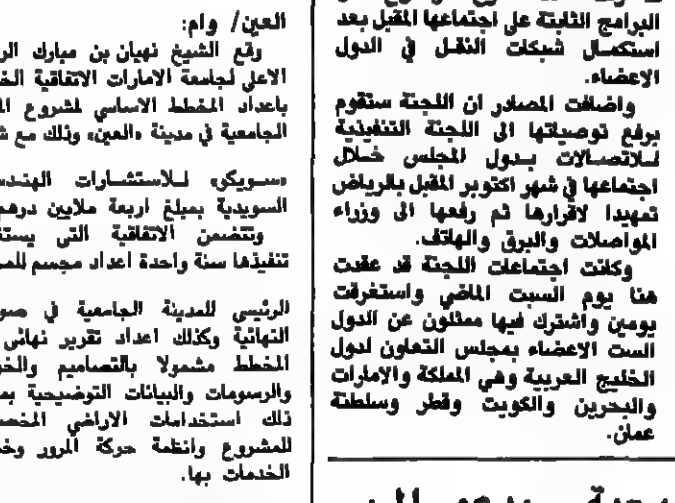 البرامج الثابتة على اجتماعها المقبل بعد
استكمال شبكات النقل في الدول
الاعضاء.
واضافت المصادر ان اللجنة ستقوم
برفع توصياتها الى اللجنة التنفيذية
للاتصالات بدول المجلس خلال
اجتماعها في شهر اكتوبر المقبل بالرياض
تمهيدا لاقرارها ثم رفعها الى وزراء
المواصلات والبرق والهاتف.
وكانت اجتماعات اللجنة قد عقدت
هنا يوم السبت الماضي واستغرقت
يومين واشترك فيها ممثلون عن الدول
الست الاعضاء بمجلس التعاون لدول
الخليج العربية وهي المملكة والامارات
والبحرين والكويت وقطر وسلطنة
عمان.
العين/ وام:
وقع الشيخ نهيان بن مبارك
الاعلى لجامعة الامارات الاتفاقية
باعداد المخطط الاساسي لمشروع
الجامعية في مدينة «العين» وذلك مع
«سويكو» للاستشارات
السويدية بمبلغ اربعة ملايين درهم
وتتضمن الاتفاقية التي
تنفيذها سنة واحدة اعداد مجسم
الرئيسي للمدينة الجامعية في
النهائية وكذلك اعداد تقرير نهائي
المخطط مشمولا بالتصاميم
والرسومات والبيانات التوضيحية
ذلك استخدامات الاراضي
للمشروع وانظمة حركة المرور
الخدمات بها.